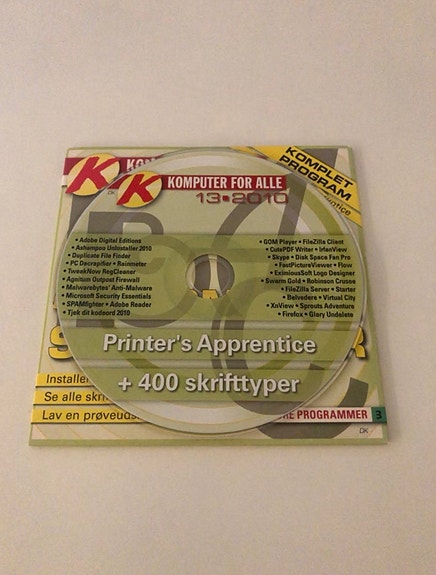 K KOM
KOMPLET
PROGRAM
K KOMPUTER FOR ALLE
DK
13•2010
• Adobe Digital Editions
• Ashampoo UnInstaller 2010
• Duplicate File Finder
• PC Decrapifier • Rainmeter
• TweakNow RegCleaner
• Agnitum Outpost Firewall
• Malwarebytes' Anti-Malware
• Microsoft Security Essentials
• SPAMfighter • Adobe Reader
• Tjek dit kodeord 2010
GOM Player • FileZilla Client •
CutePDF Writer • IrfanView •
Skype • Disk Space Fan Pro •
FastPictureViewer • Flow •
EximiousSoft Logo Designer •
Swarm Gold • Robinson Crusoe •
FileZilla Server • Starter •
Belvedere • Virtual City •
XnView • Sprouts Adventure •
Firefox • Glary Undelete •
Printer's Apprentice
+ 400 skrifttyper
Installer
Se alle skri
Lav en prøveuds
RE PROGRAMMER 3
DK